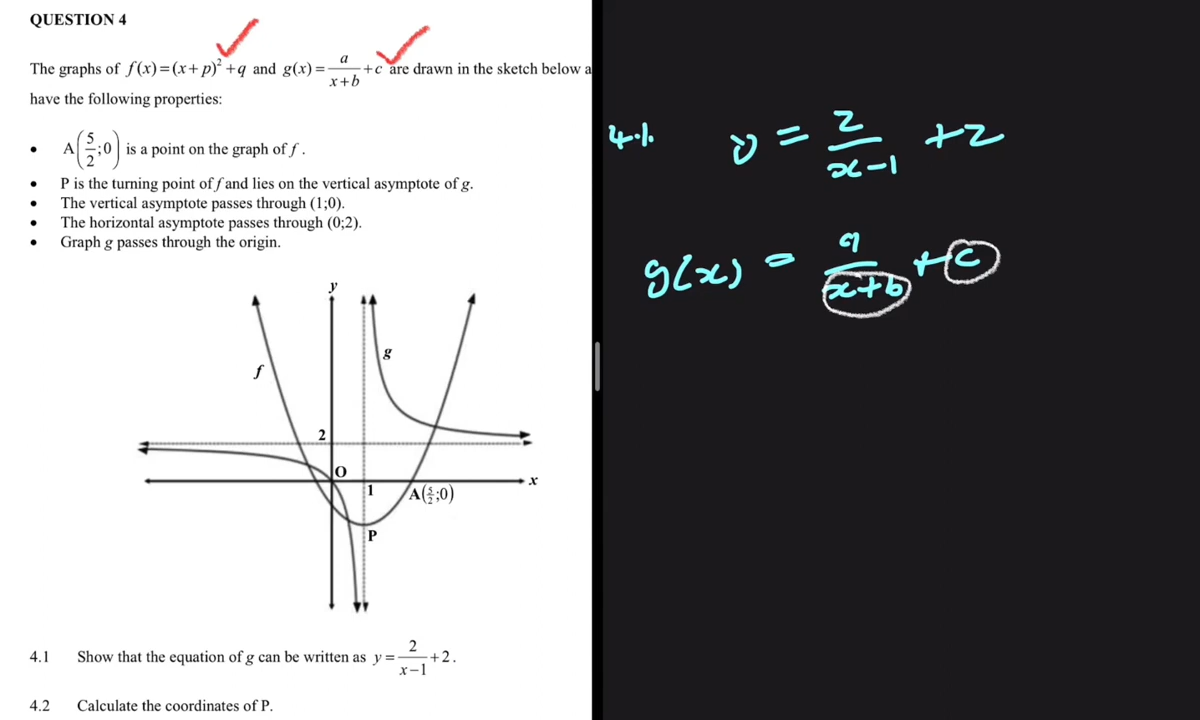 QUESTION 4
The graphs of f(x)=(x+p)²+q and g(x)=a/(x+b)+c are drawn in the sketch below a
have the following properties:
• A(5/2;0) is a point on the graph of f.
• P is the turning point of f and lies on the vertical asymptote of g.
• The vertical asymptote passes through (1;0).
• The horizontal asymptote passes through (0;2).
• Graph g passes through the origin.
y
g
f
2
O
x
1
A(5/2;0)
P
4.1 Show that the equation of g can be written as y=2/(x−1)+2.
4.2 Calculate the coordinates of P.
4.1. y = 2/(x−1) +2
g(x) = a/(x+b) +c